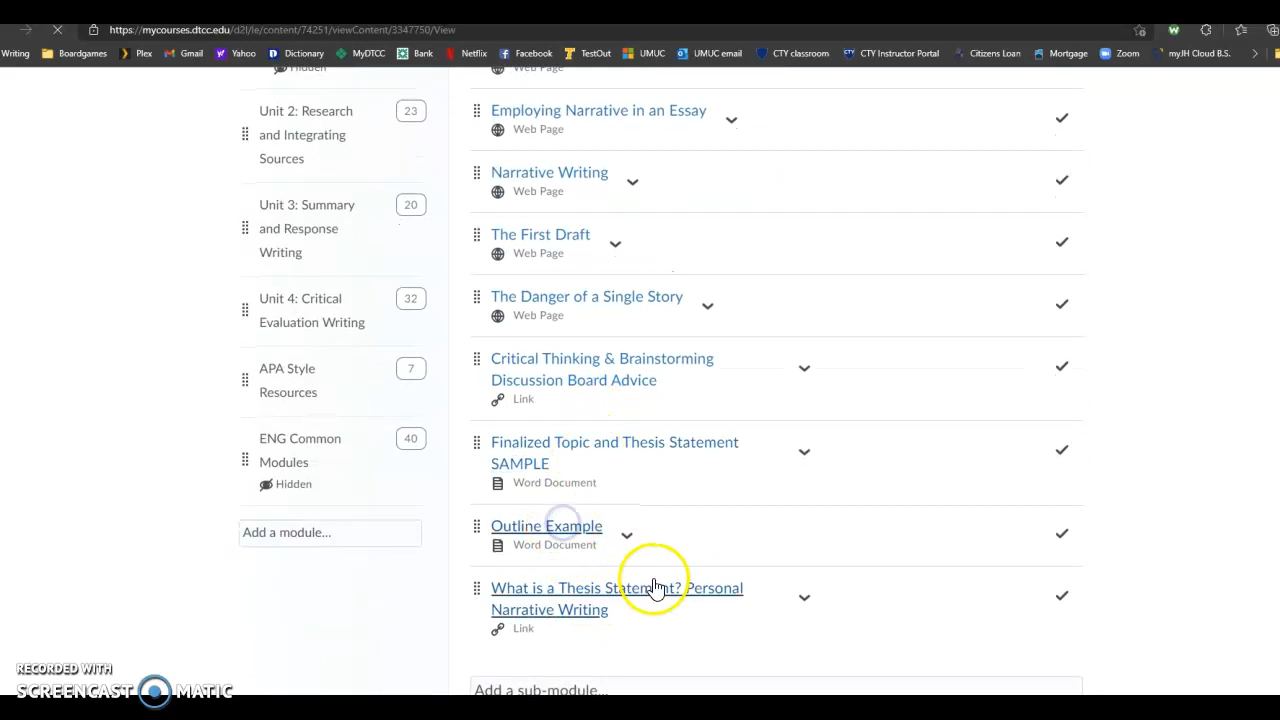 https://mycourses.dtcc.edu/d2l/le/content/74251/viewContent/3347750/View
Writing Boardgames Plex Gmail Yahoo Dictionary MyDTCC Bank Netflix Facebook TestOut UMUC UMUC email CTY classroom CTY Instructor Portal Citizens Loan Mortgage Zoom myJH Cloud B.S.
Hidden
Unit 2: Research
and Integrating
Sources
23
Unit 3: Summary
and Response
Writing
20
Unit 4: Critical
Evaluation Writing
32
APA Style
Resources
7
ENG Common
Modules
40
Hidden
Add a module...
Web Page
Employing Narrative in an Essay
Web Page
Narrative Writing
Web Page
The First Draft
Web Page
The Danger of a Single Story
Web Page
Critical Thinking & Brainstorming
Discussion Board Advice
Link
Finalized Topic and Thesis Statement
SAMPLE
Word Document
Outline Example
Word Document
What is a Thesis Statement? Personal
Narrative Writing
Link
Add a sub-module...
RECORDED WITH
SCREENCAST MATIC